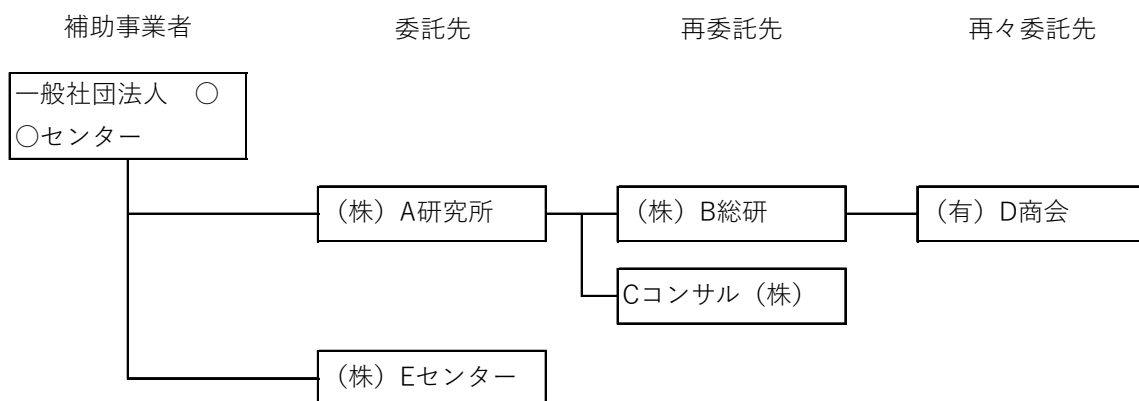 補助事業者 委託先 再委託先 再々委託先
一般社団法人　○
○センター
（株）A研究所 （株）B総研 （有）D商会
Cコンサル（株）
（株）Eセンター